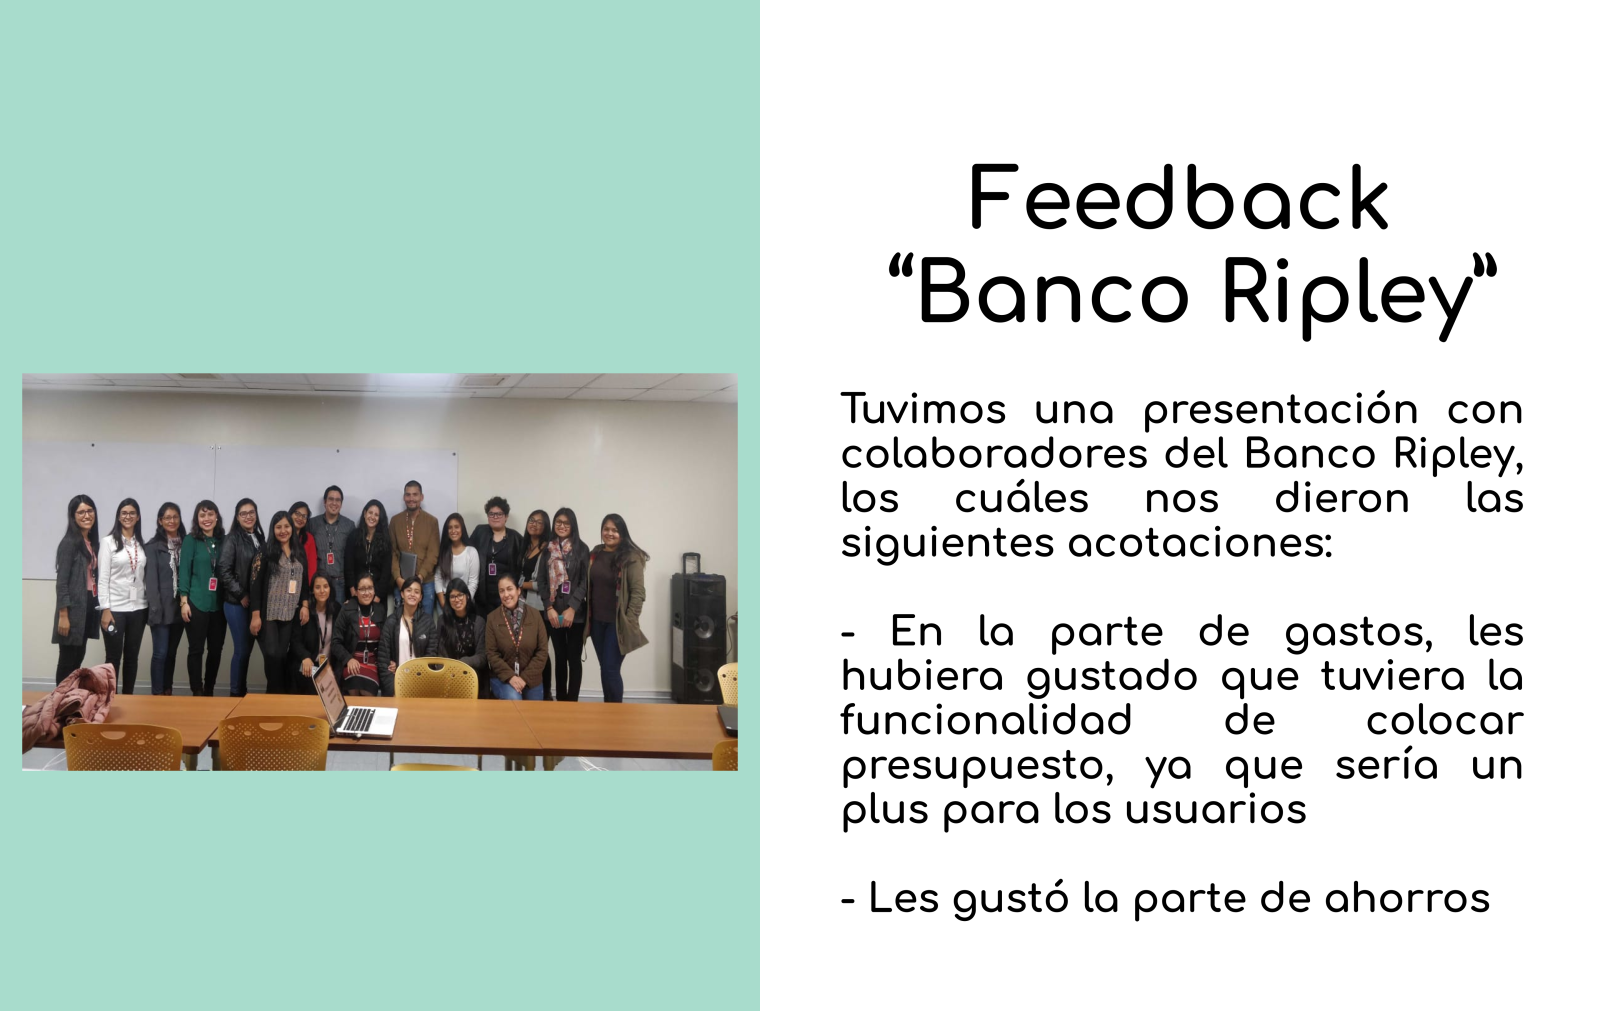 Feedback
“Banco Ripley”
Tuvimos una presentación con
colaboradores del Banco Ripley,
los cuáles nos dieron las
siguientes acotaciones:
- En la parte de gastos, les
hubiera gustado que tuviera la
funcionalidad de colocar
presupuesto, ya que sería un
plus para los usuarios
- Les gustó la parte de ahorros